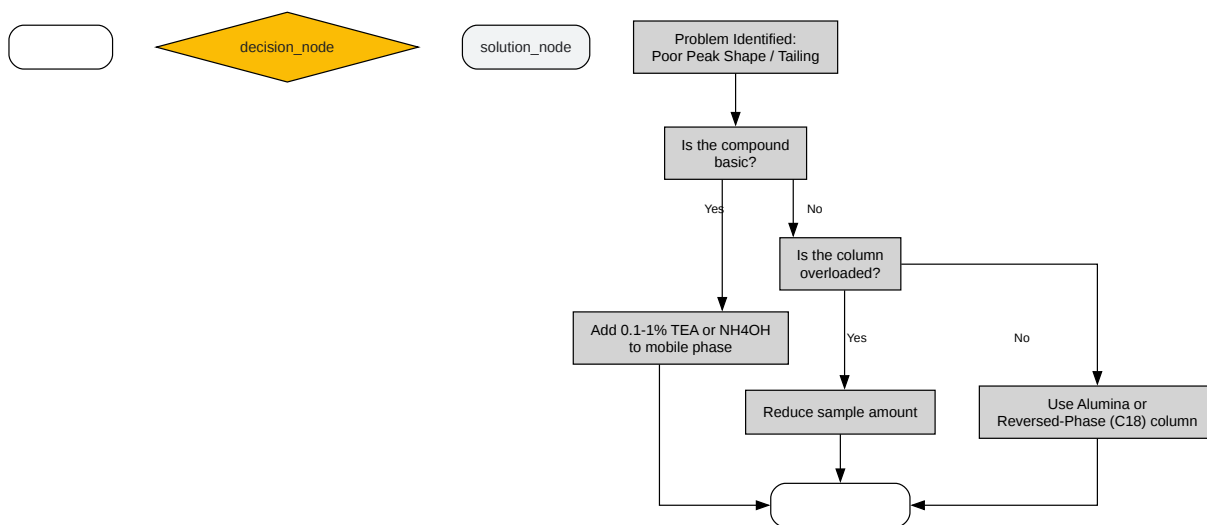 decision_node
solution_node
Problem Identified:
Poor Peak Shape / Tailing
Is the compound
basic?
Yes
No
Is the column
overloaded?
Add 0.1-1% TEA or NH4OH
to mobile phase
Yes
No
Reduce sample amount
Use Alumina or
Reversed-Phase (C18) column